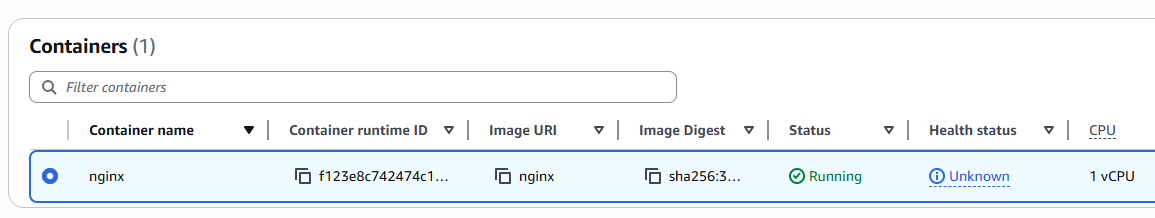 Containers (1)
Filter containers
Container name Container runtime ID Image URI Image Digest Status Health status CPU
nginx f123e8c742474c1... nginx sha256:3... Running Unknown 1 vCPU